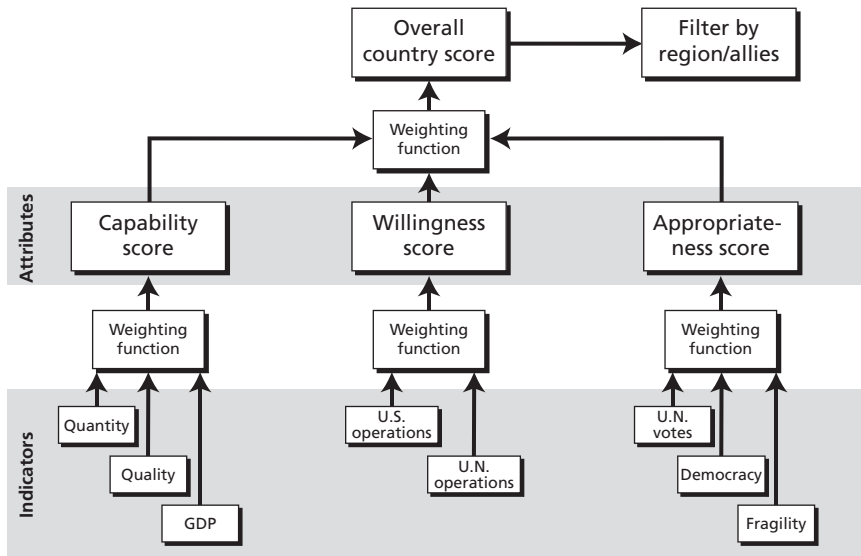 Overall
country score
Filter by
region/allies
Weighting
function
Attributes
Capability
score
Willingness
score
Appropriate-
ness score
Weighting
function
Weighting
function
Weighting
function
Indicators
Quantity
Quality
GDP
U.S.
operations
U.N.
operations
U.N.
votes
Democracy
Fragility